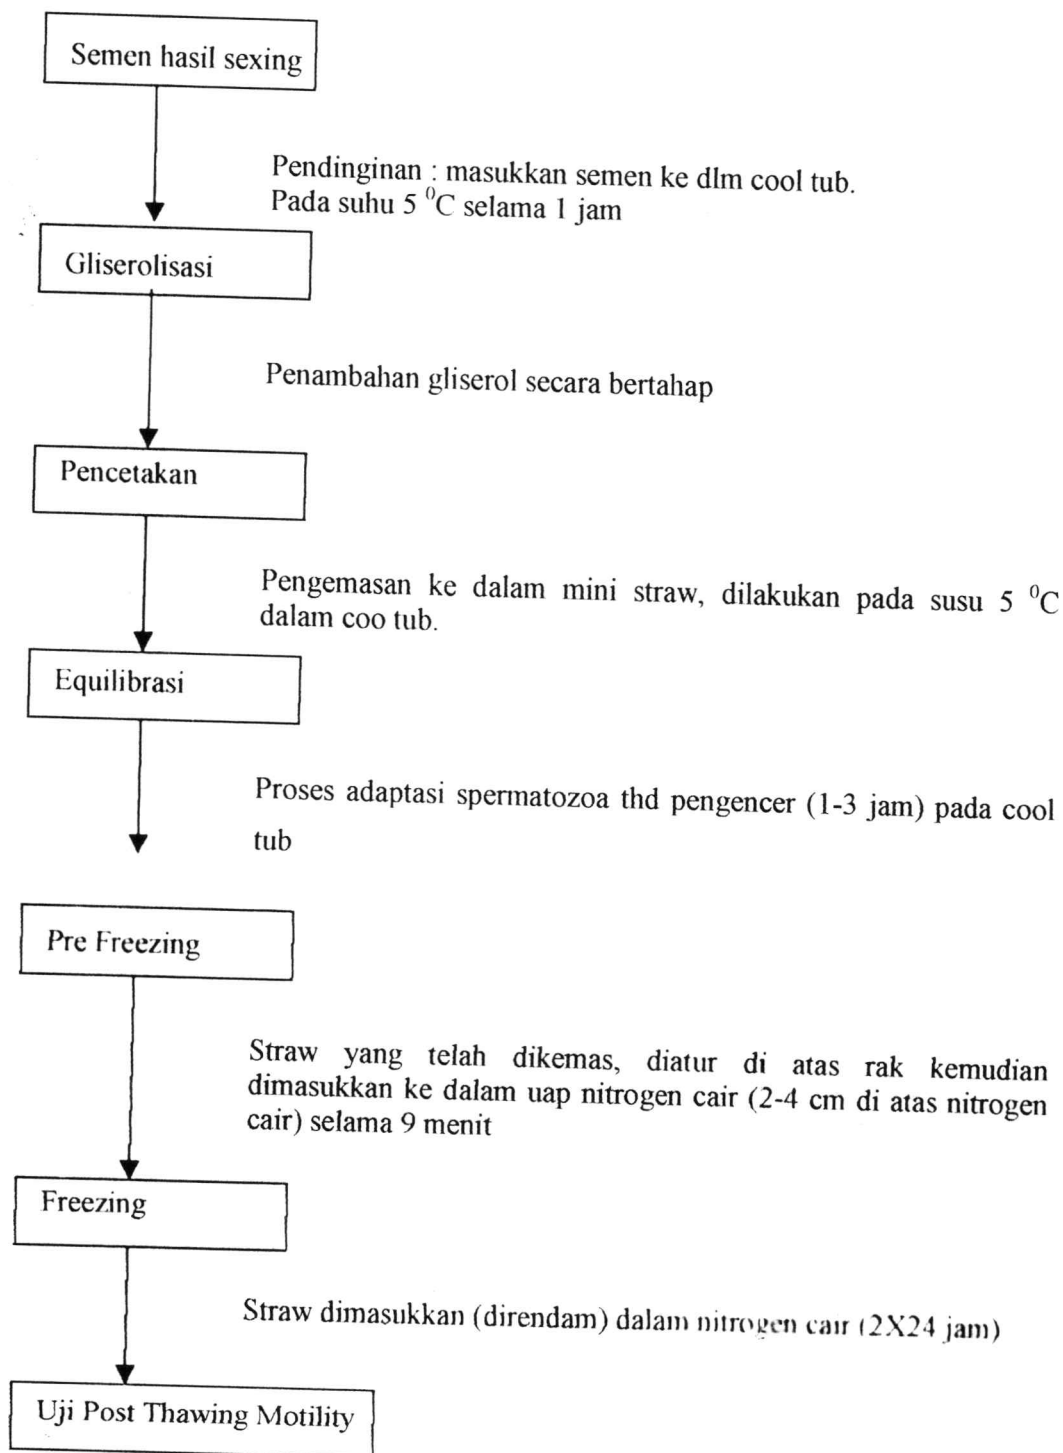 Semen hasil sexing
Pendinginan : masukkan semen ke dlm cool tub.
Pada suhu 5 ⁰C selama 1 jam
Gliserolisasi
Penambahan gliserol secara bertahap
Pencetakan
Pengemasan ke dalam mini straw, dilakukan pada susu 5 ⁰C
dalam coo tub.
Equilibrasi
Proses adaptasi spermatozoa thd pengencer (1-3 jam) pada cool
tub
Pre Freezing
Straw yang telah dikemas, diatur di atas rak kemudian
dimasukkan ke dalam uap nitrogen cair (2-4 cm di atas nitrogen
cair) selama 9 menit
Freezing
Straw dimasukkan (direndam) dalam nitrogen cair (2X24 jam)
Uji Post Thawing Motility